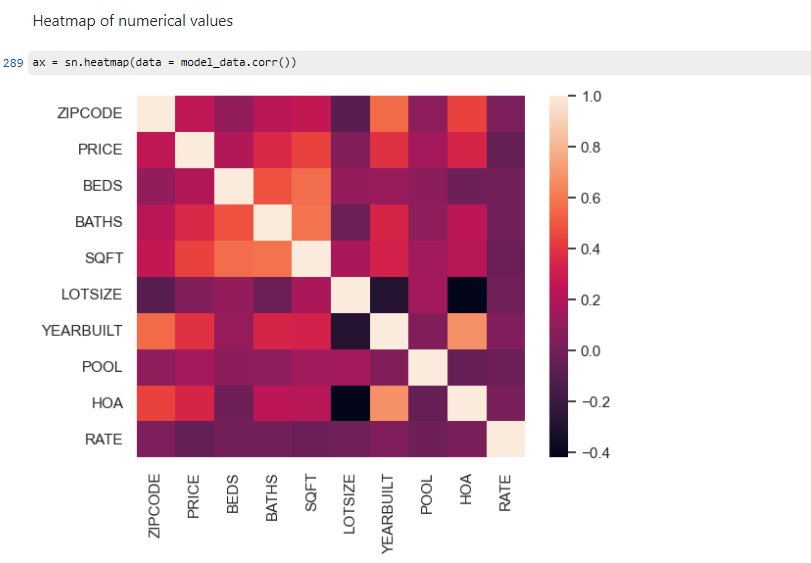 Heatmap of numerical values
289 ax = sn.heatmap(data = model_data.corr())
ZIPCODE
PRICE
BEDS
BATHS
SQFT
LOTSIZE
YEARBUILT
POOL
HOA
RATE
ZIPCODE
PRICE
BEDS
BATHS
SQFT
LOTSIZE
YEARBUILT
POOL
HOA
RATE
1.0
0.8
0.6
0.4
0.2
0.0
−0.2
−0.4